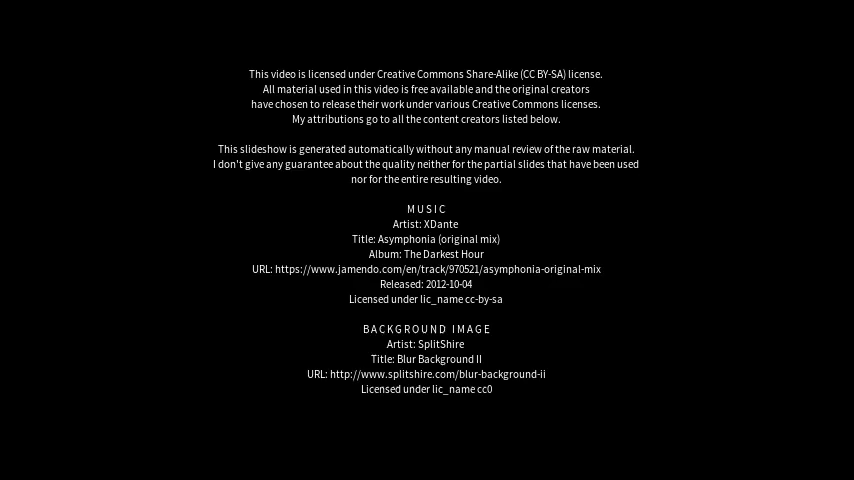 This video is licensed under Creative Commons Share-Alike (CC BY-SA) license.
All material used in this video is free available and the original creators
have chosen to release their work under various Creative Commons licenses.
My attributions go to all the content creators listed below.
This slideshow is generated automatically without any manual review of the raw material.
I don't give any guarantee about the quality neither for the partial slides that have been used
nor for the entire resulting video.
MUSIC
Artist: XDante
Title: Asymphonia (original mix)
Album: The Darkest Hour
URL: https://www.jamendo.com/en/track/970521/asymphonia-original-mix
Released: 2012-10-04
Licensed under lic_name cc-by-sa
BACKGROUND IMAGE
Artist: SplitShire
Title: Blur Background II
URL: http://www.splitshire.com/blur-background-ii
Licensed under lic_name cc0